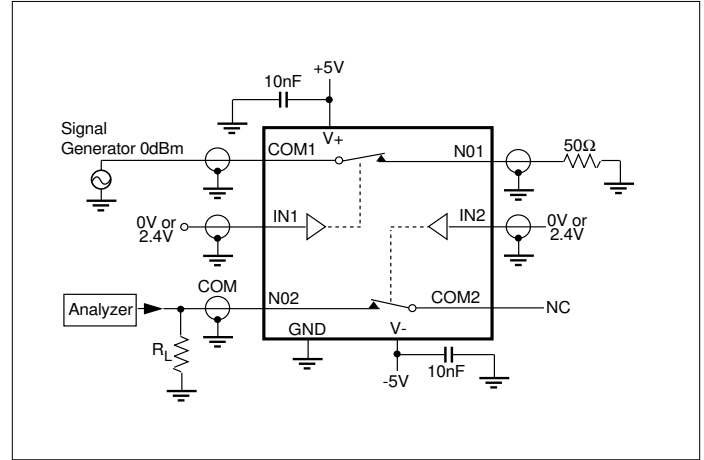 +5V
10nF
V+
Signal
Generator 0dBm
COM1
N01
50Ω
0V or
2.4V
IN1
IN2
0V or
2.4V
COM
N02
COM2
NC
Analyzer
GND
V-
RL
-5V
10nF